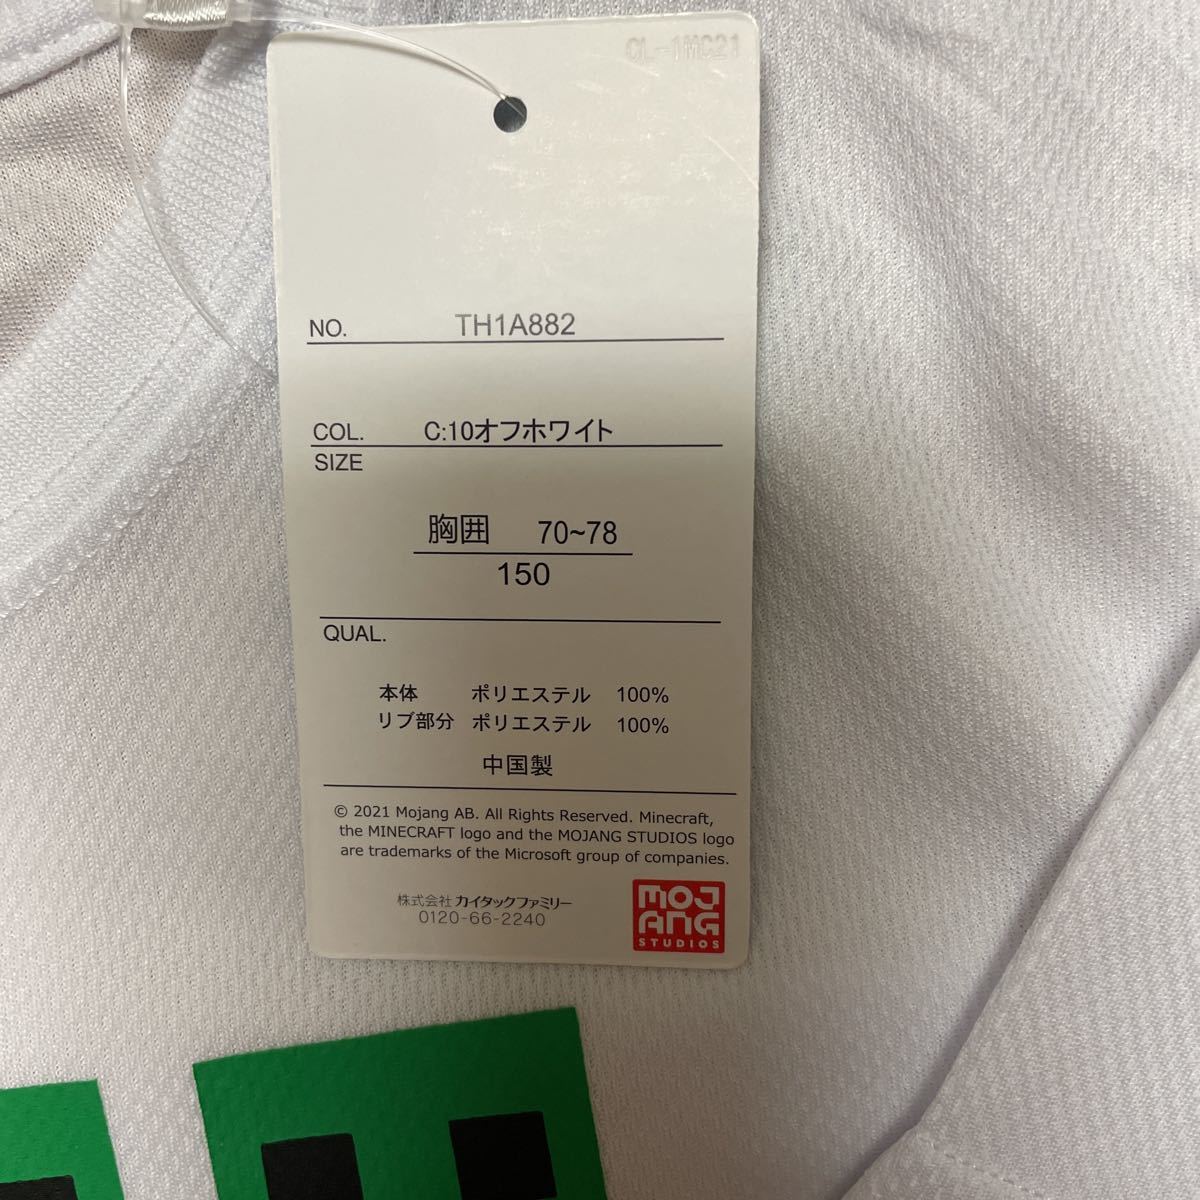 CL-1MC21
NO. TH1A882
COL. C:10オフホワイト
SIZE
胸囲 70~78
150
QUAL.
本体 ポリエステル 100%
リブ部分 ポリエステル 100%
中国製
© 2021 Mojang AB. All Rights Reserved. Minecraft,
the MINECRAFT logo and the MOJANG STUDIOS logo
are trademarks of the Microsoft group of companies.
株式会社 カイタックファミリー
0120-66-2240
MOJ
ANG
STUDIOS